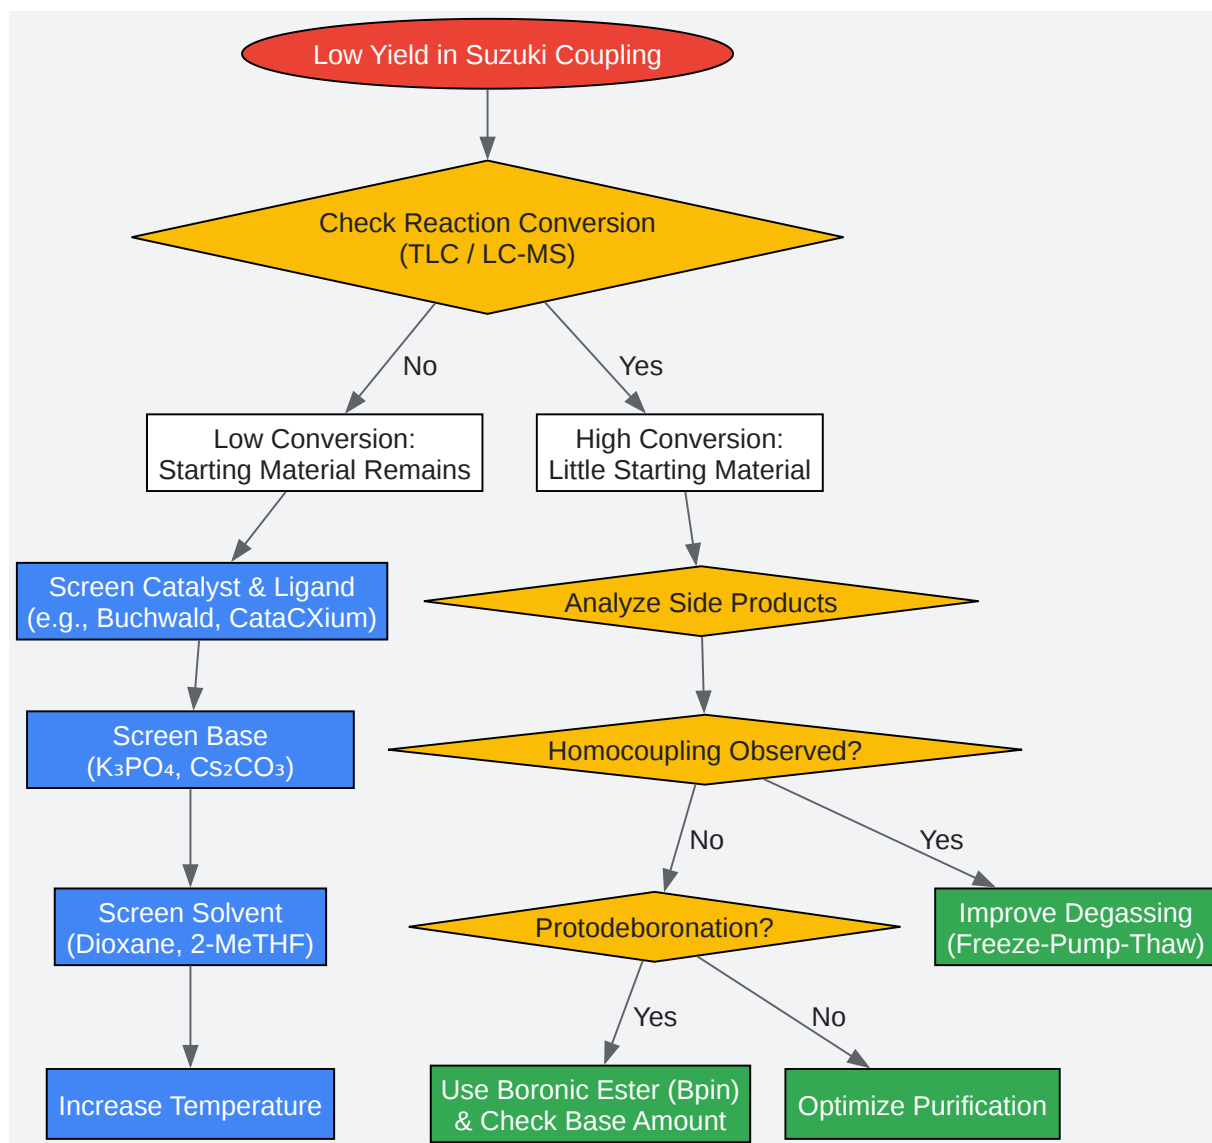 Low Yield in Suzuki Coupling
Check Reaction Conversion
(TLC / LC-MS)
No
Yes
Low Conversion:
Starting Material Remains
High Conversion:
Little Starting Material
Screen Catalyst & Ligand
(e.g., Buchwald, CataCXium)
Analyze Side Products
Screen Base
(K₃PO₄, Cs₂CO₃)
Homocoupling Observed?
No
Yes
Screen Solvent
(Dioxane, 2-MeTHF)
Protodeboronation?
Improve Degassing
(Freeze-Pump-Thaw)
Yes
No
Increase Temperature
Use Boronic Ester (Bpin)
& Check Base Amount
Optimize Purification